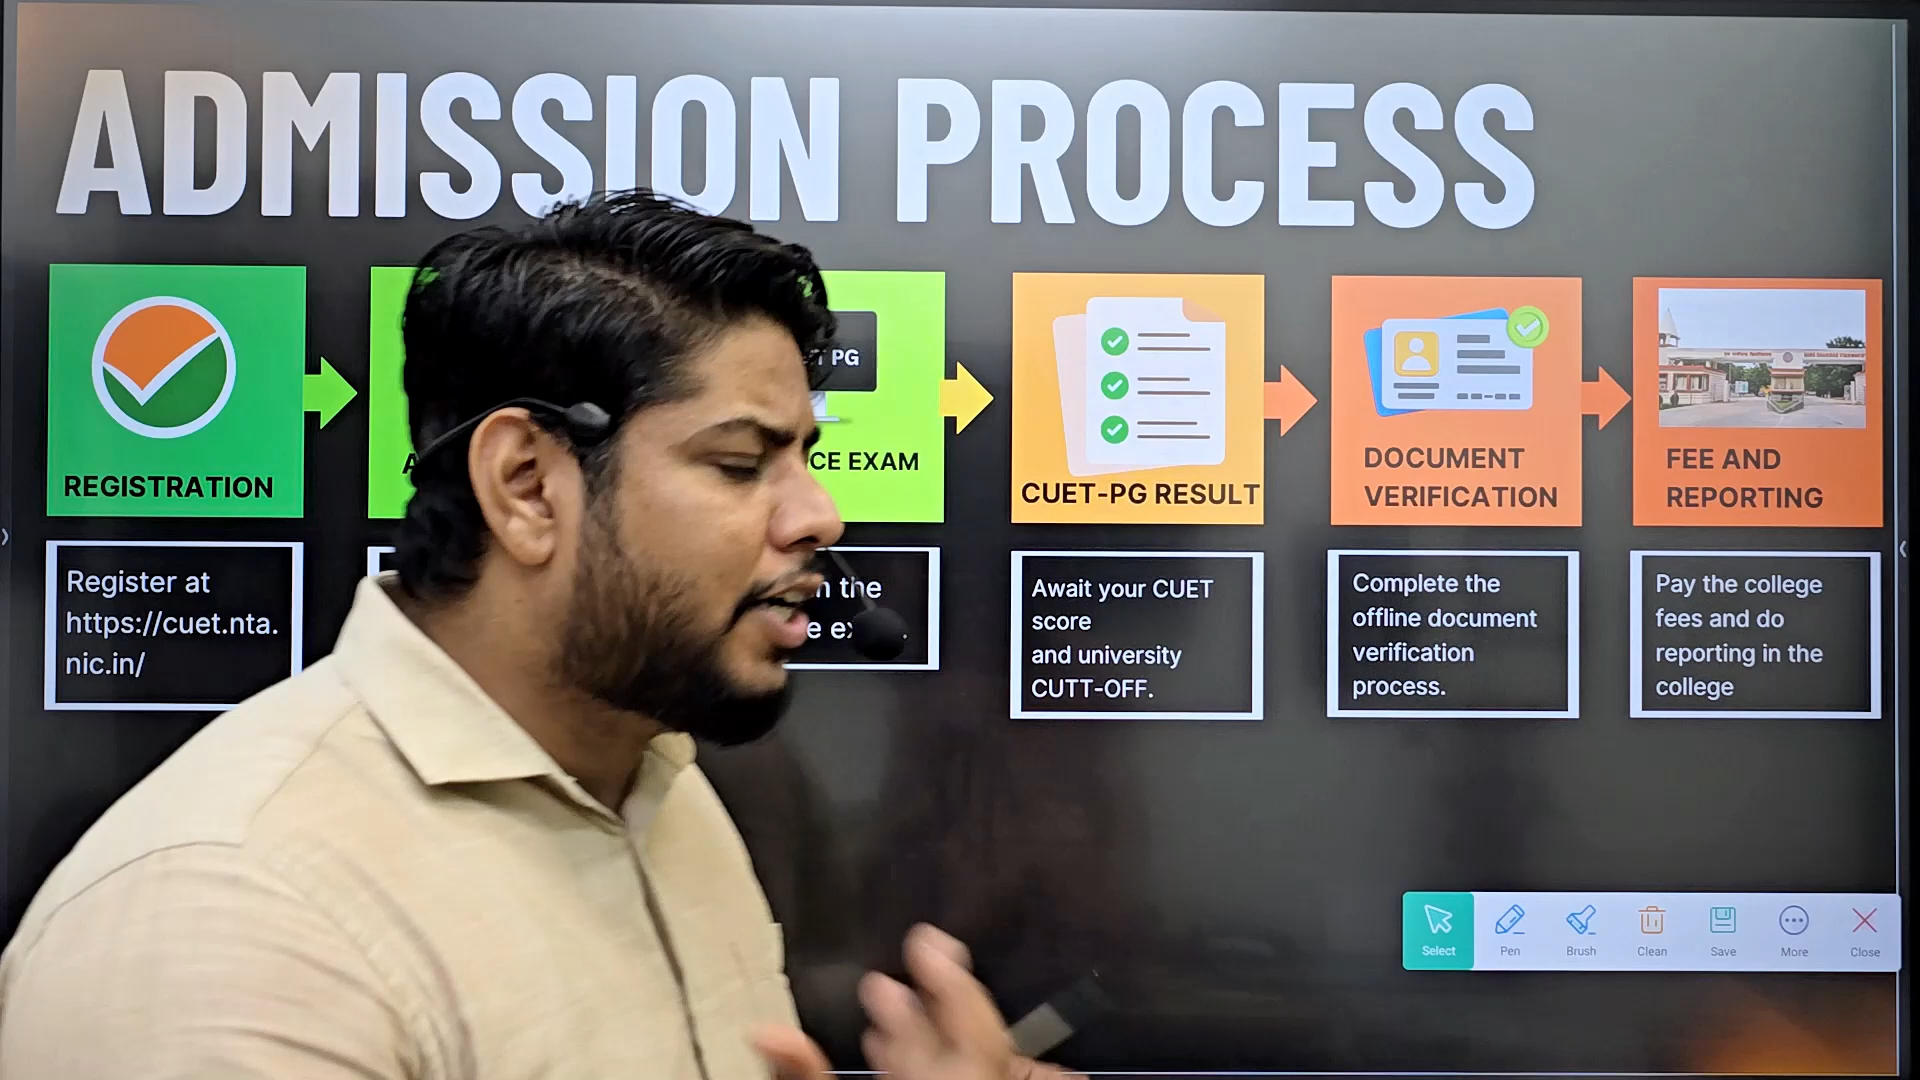 ADMISSION PROCESS
REGISTRATION
Register at
https://cuet.nta.
nic.in/
PG
EXAM
the
CUET-PG RESULT
Await your CUET
score
and university
CUTT-OFF.
DOCUMENT
VERIFICATION
Complete the
offline document
verification
process.
FEE AND
REPORTING
Pay the college
fees and do
reporting in the
college
Select
Pen
Brush
Clean
Save
More
Close